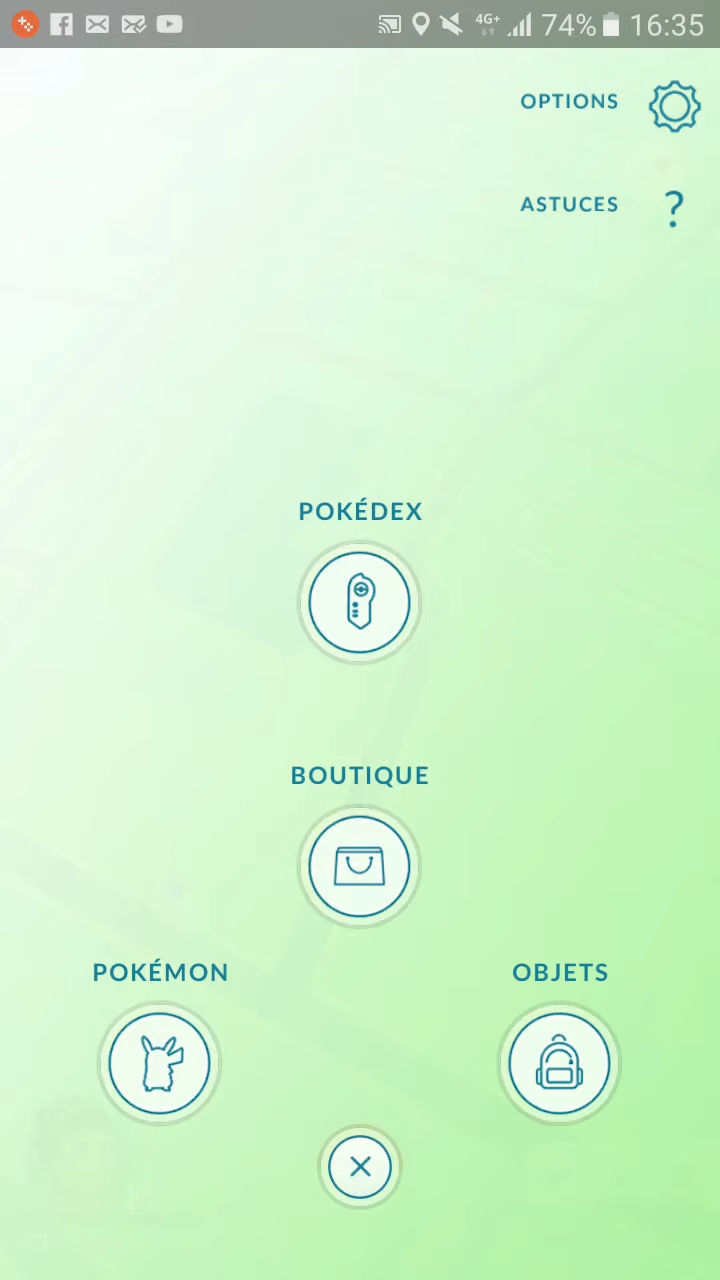 4G+ 74% 16:35
OPTIONS
ASTUCES ?
POKÉDEX
BOUTIQUE
POKÉMON OBJETS